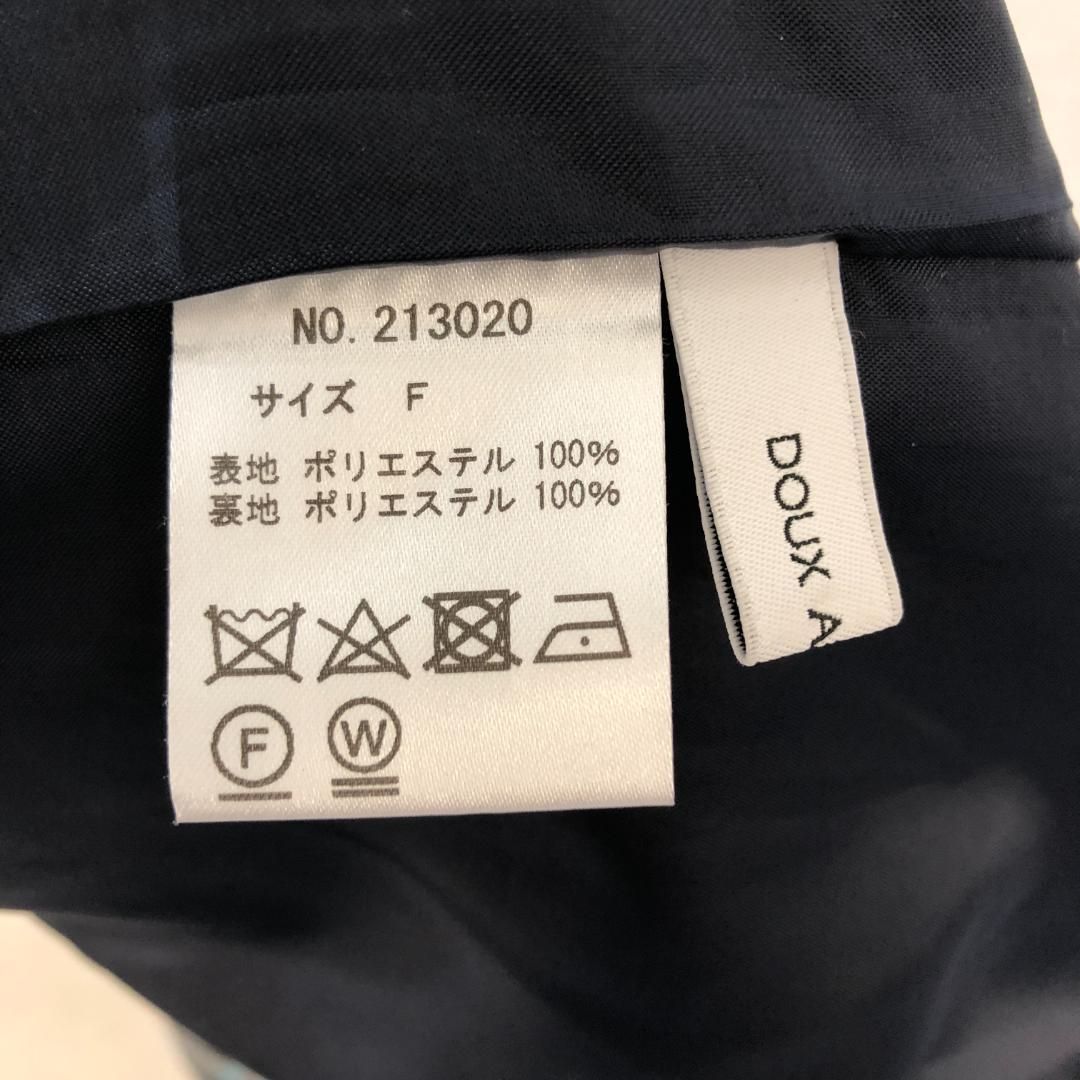 NO. 213020
サイズ F
表地 ポリエステル 100%
裏地 ポリエステル 100%
F
W
DOUX